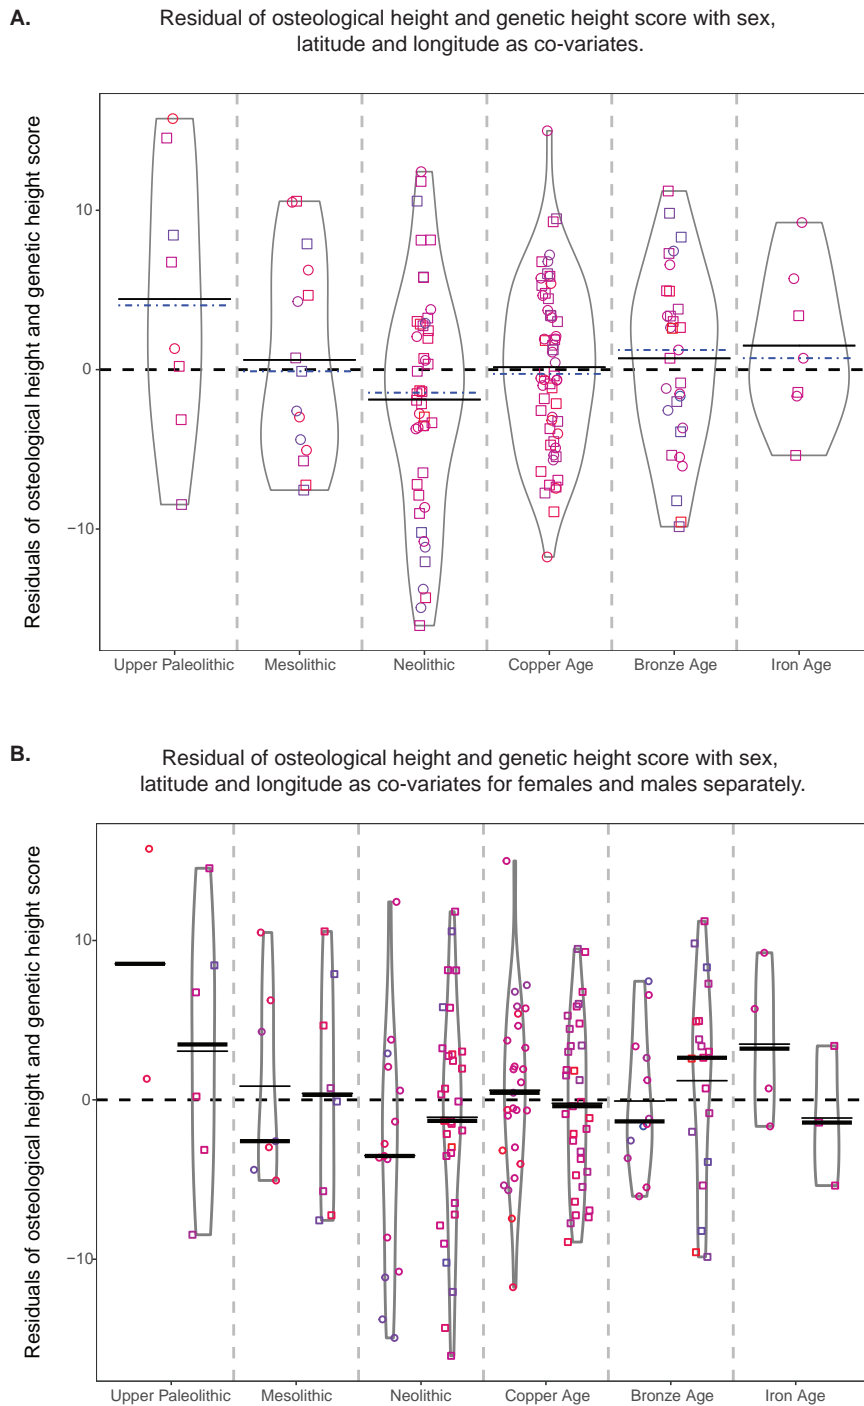 A.
Residual of osteological height and genetic height score with sex,
latitude and longitude as co-variates.
Residuals of osteological height and genetic height score
10
0
−10
Upper Paleolithic Mesolithic Neolithic Copper Age Bronze Age Iron Age
B.
Residual of osteological height and genetic height score with sex,
latitude and longitude as co-variates for females and males separately.
Residuals of osteological height and genetic height score
10
0
−10
Upper Paleolithic Mesolithic Neolithic Copper Age Bronze Age Iron Age